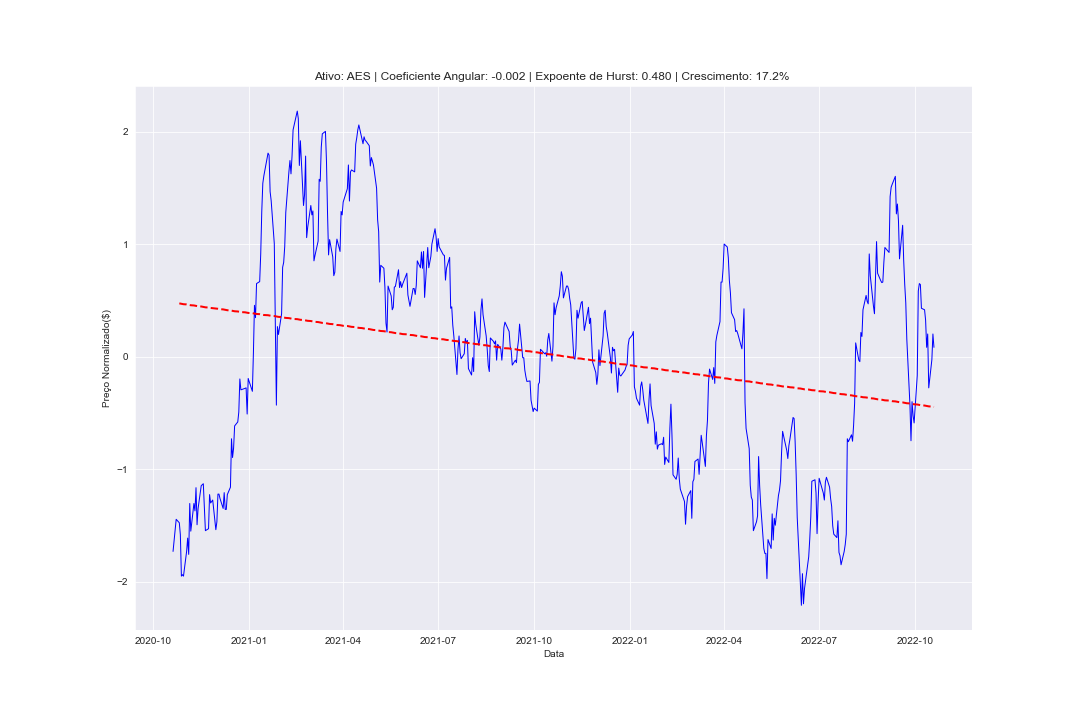 Ativo: AES | Coeficiente Angular: -0.002 | Expoente de Hurst: 0.480 | Crescimento: 17.2%
Preço Normalizado($)
2
1
0
−1
−2
2020-10 2021-01 2021-04 2021-07 2021-10 2022-01 2022-04 2022-07 2022-10
Data